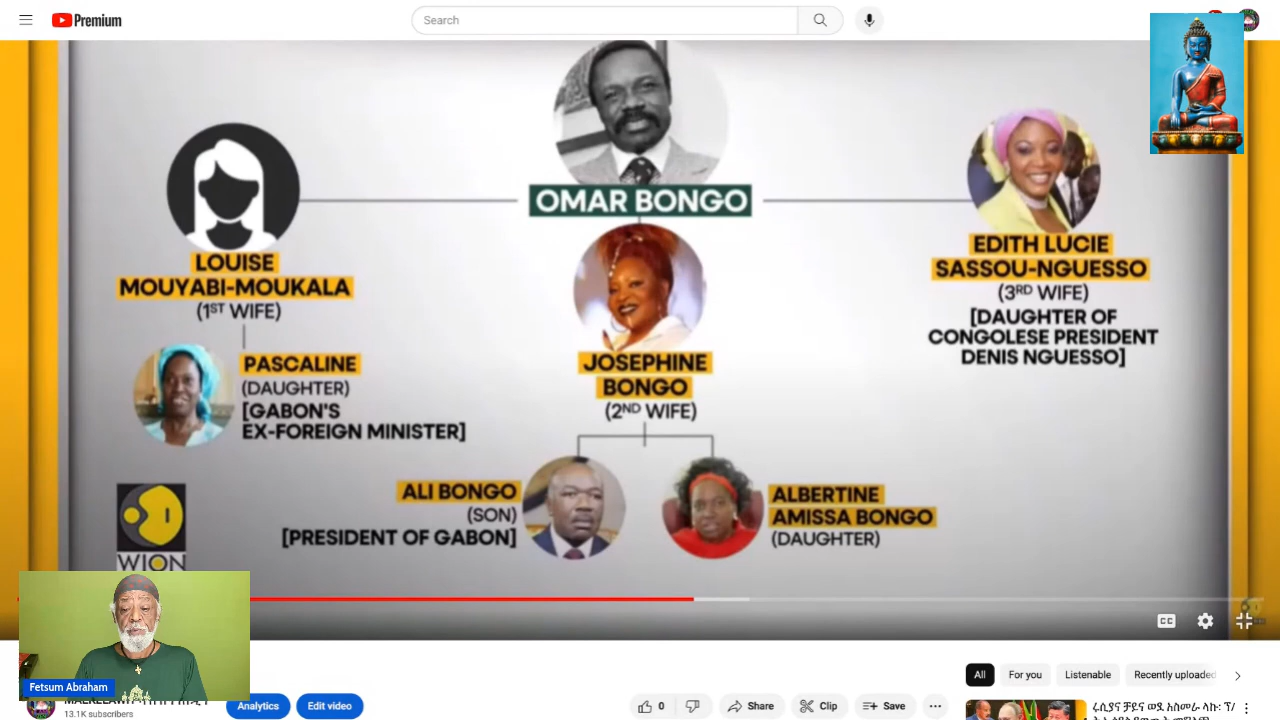 Premium
Search
OMAR BONGO
LOUISE
MOUYABI-MOUKALA
(1ST WIFE)
EDITH LUCIE
SASSOU-NGUESSO
(3RD WIFE)
[DAUGHTER OF
CONGOLESE PRESIDENT
DENIS NGUESSO]
PASCALINE
(DAUGHTER)
[GABON'S
EX-FOREIGN MINISTER]
JOSEPHINE
BONGO
(2ND WIFE)
ALI BONGO
(SON)
[PRESIDENT OF GABON]
ALBERTINE
AMISSA BONGO
(DAUGHTER)
WION
CC
Fetsum Abraham
13.1K subscribers
Analytics
Edit video
0
Share
Clip
Save
All
For you
Listenable
Recently uploaded